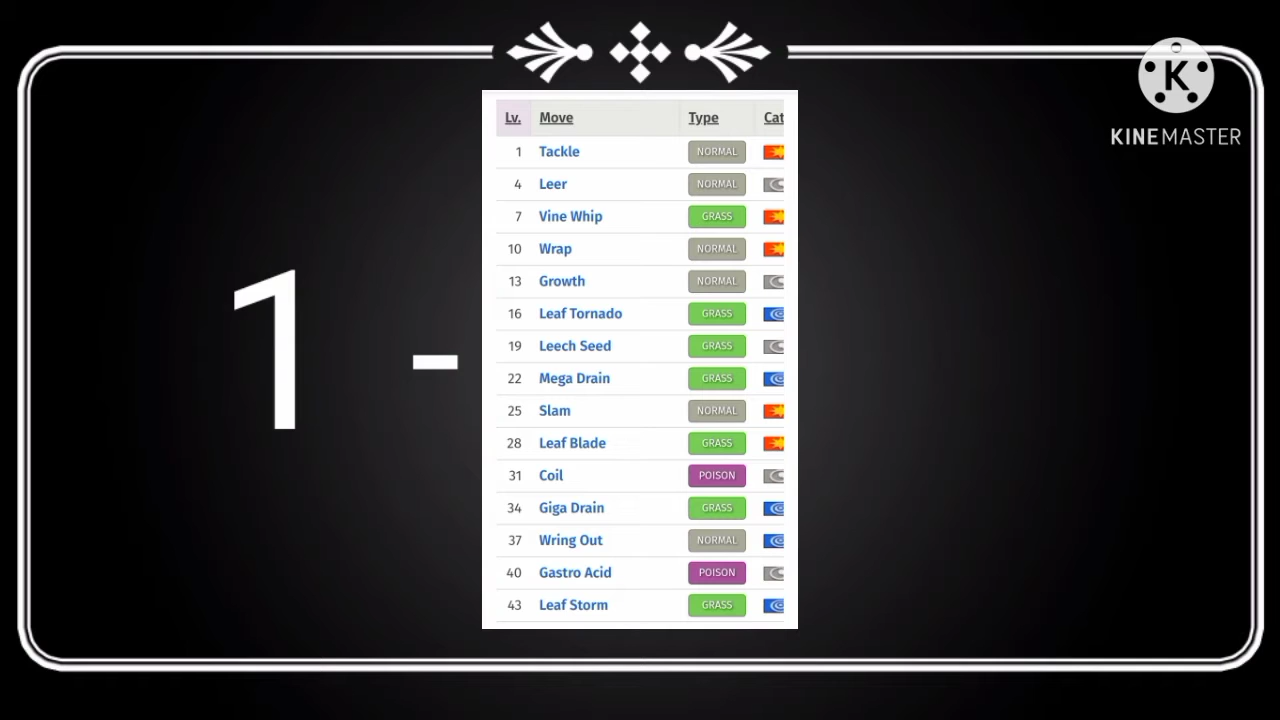 KINEMASTER
Lv. Move Type Cat
1 Tackle NORMAL
4 Leer NORMAL
7 Vine Whip GRASS
10 Wrap NORMAL
13 Growth NORMAL
16 Leaf Tornado GRASS
19 Leech Seed GRASS
22 Mega Drain GRASS
25 Slam NORMAL
28 Leaf Blade GRASS
31 Coil POISON
34 Giga Drain GRASS
37 Wring Out NORMAL
40 Gastro Acid POISON
43 Leaf Storm GRASS
1 -